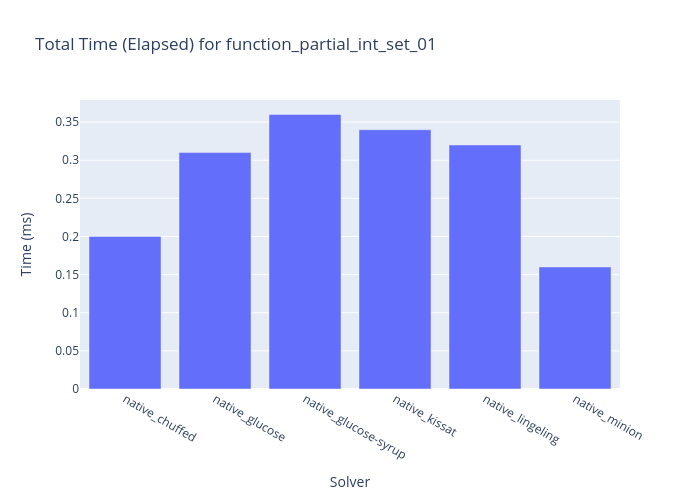 Total Time (Elapsed) for function_partial_int_set_01
Time (ms)
0.35
0.3
0.25
0.2
0.15
0.1
0.05
0
native_chuffed
native_glucose
native_glucose-syrup
native_kissat
native_lingeling
native_minion
Solver